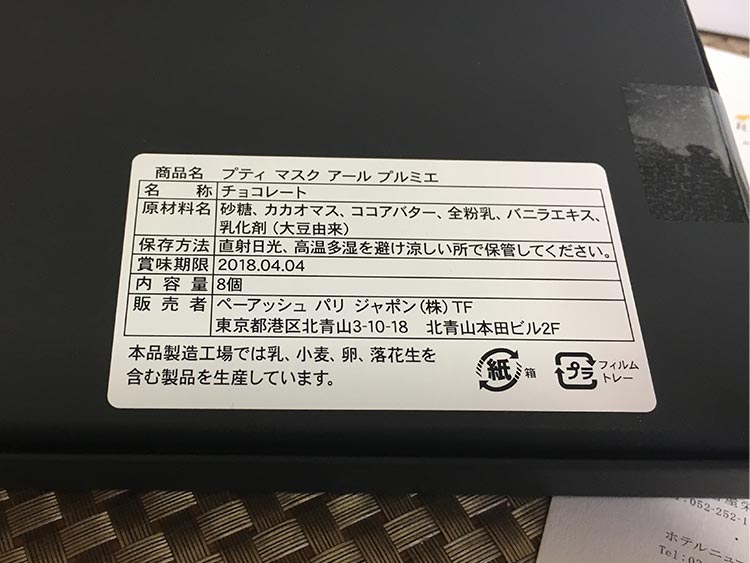 商品名 プティ マスク アール プルミエ
名 称 チョコレート
原材料名 砂糖、カカオマス、ココアバター、全粉乳、バニラエキス、
乳化剤（大豆由来）
保存方法 直射日光、高温多湿を避け涼しい所で保管してください。
賞味期限 2018.04.04
内容量 8個
販売者 ペーアッシュ パリ ジャポン（株）TF
東京都港区北青山3-10-18 北青山本田ビル2F
本品製造工場では乳、小麦、卵、落花生を
含む製品を生産しています。
紙 箱
プラ フィルム
トレー
:052-252-1
ホテルニュー
Tel:0